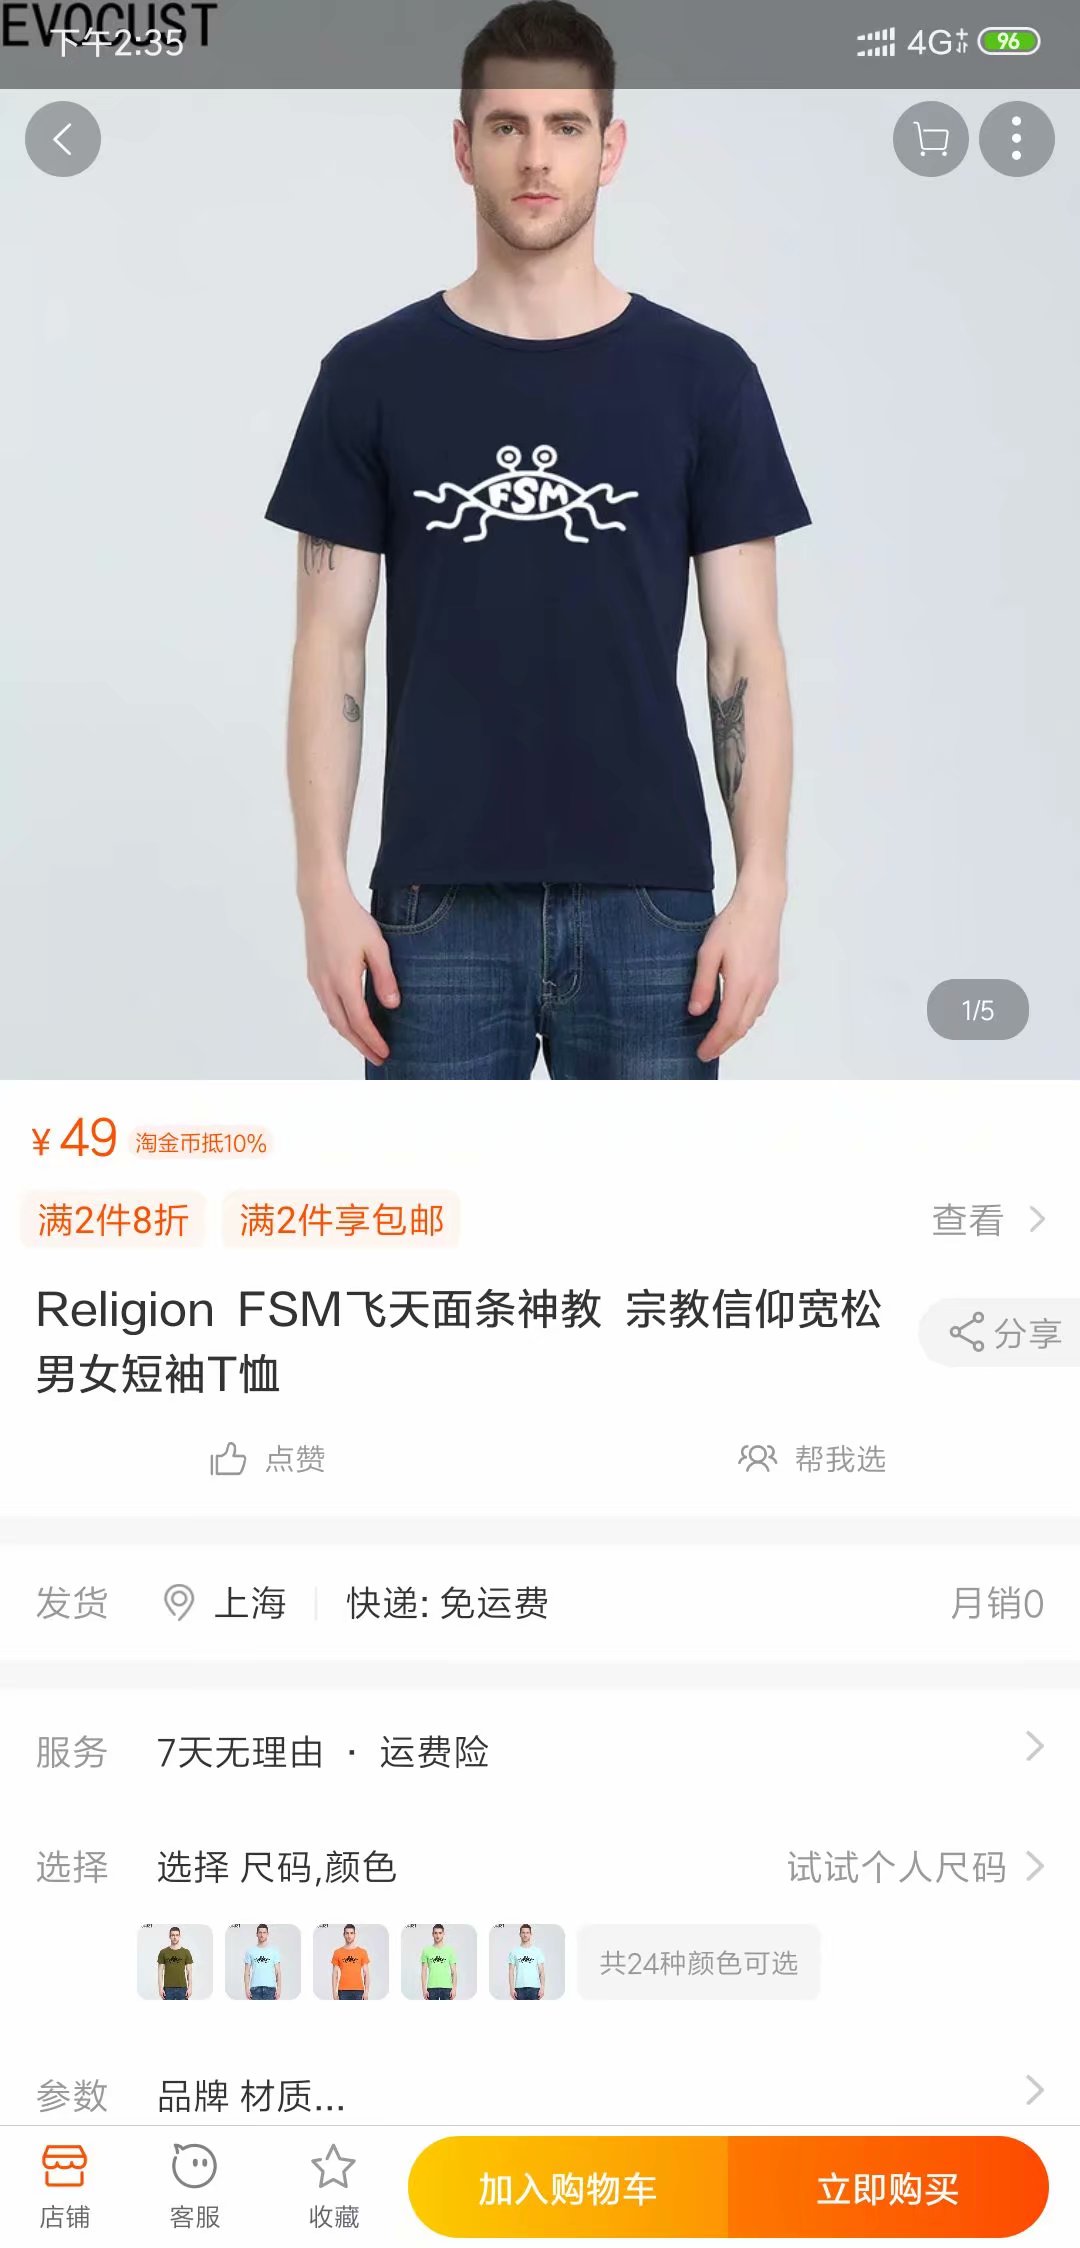 EVOCUST
下午2:35
4G
96
FSM
1/5
¥49 淘金币抵10%
满2件8折 满2件享包邮 查看
Religion FSM飞天面条神教 宗教信仰宽松
男女短袖T恤
分享
点赞 帮我选
发货 上海 快递: 免运费 月销0
服务 7天无理由 · 运费险
选择 选择 尺码,颜色 试试个人尺码
共24种颜色可选
参数 品牌 材质...
店铺 客服 收藏 加入购物车 立即购买